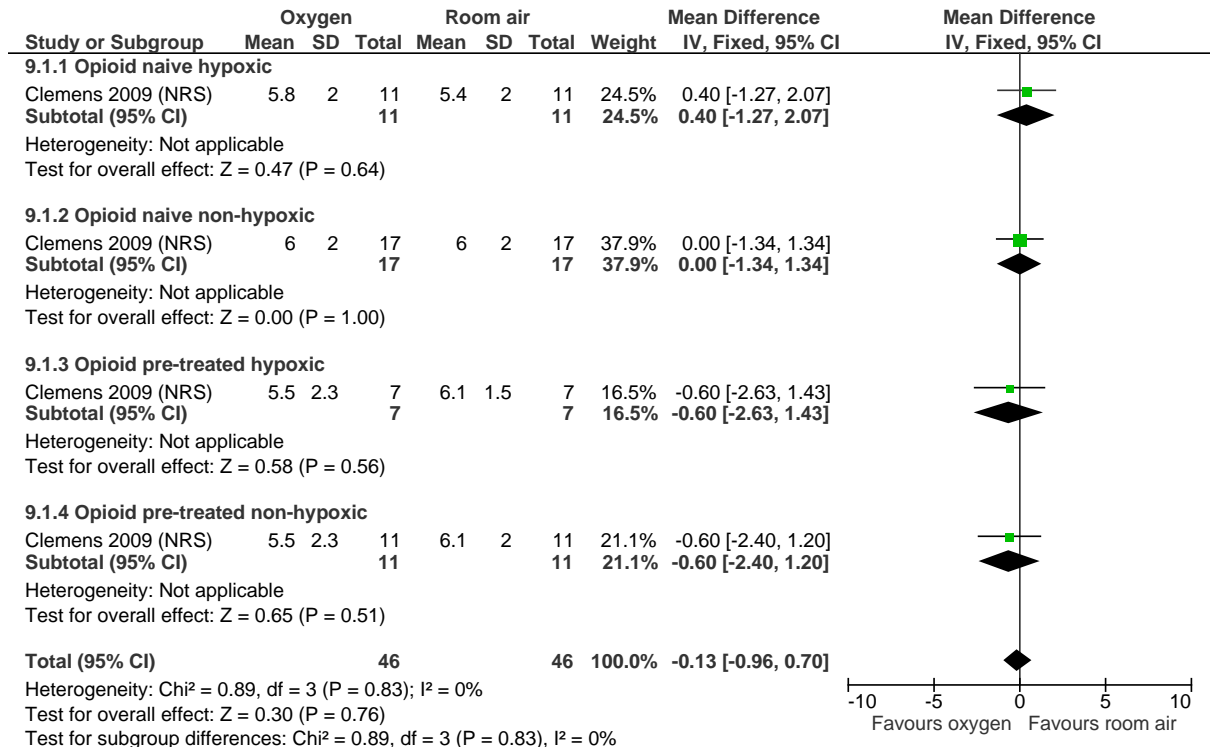 Oxygen Room air Mean Difference Mean Difference
Study or Subgroup Mean SD Total Mean SD Total Weight IV, Fixed, 95% CI IV, Fixed, 95% CI
9.1.1 Opioid naive hypoxic
Clemens 2009 (NRS) 5.8 2 11 5.4 2 11 24.5% 0.40 [-1.27, 2.07]
Subtotal (95% CI) 11 11 24.5% 0.40 [-1.27, 2.07]
Heterogeneity: Not applicable
Test for overall effect: Z = 0.47 (P = 0.64)
9.1.2 Opioid naive non-hypoxic
Clemens 2009 (NRS) 6 2 17 6 2 17 37.9% 0.00 [-1.34, 1.34]
Subtotal (95% CI) 17 17 37.9% 0.00 [-1.34, 1.34]
Heterogeneity: Not applicable
Test for overall effect: Z = 0.00 (P = 1.00)
9.1.3 Opioid pre-treated hypoxic
Clemens 2009 (NRS) 5.5 2.3 7 6.1 1.5 7 16.5% -0.60 [-2.63, 1.43]
Subtotal (95% CI) 7 7 16.5% -0.60 [-2.63, 1.43]
Heterogeneity: Not applicable
Test for overall effect: Z = 0.58 (P = 0.56)
9.1.4 Opioid pre-treated non-hypoxic
Clemens 2009 (NRS) 5.5 2.3 11 6.1 2 11 21.1% -0.60 [-2.40, 1.20]
Subtotal (95% CI) 11 11 21.1% -0.60 [-2.40, 1.20]
Heterogeneity: Not applicable
Test for overall effect: Z = 0.65 (P = 0.51)
Total (95% CI) 46 46 100.0% -0.13 [-0.96, 0.70]
Heterogeneity: Chi² = 0.89, df = 3 (P = 0.83); I² = 0%
Test for overall effect: Z = 0.30 (P = 0.76)
Test for subgroup differences: Chi² = 0.89, df = 3 (P = 0.83), I² = 0%
-10 -5 0 5 10
Favours oxygen Favours room air